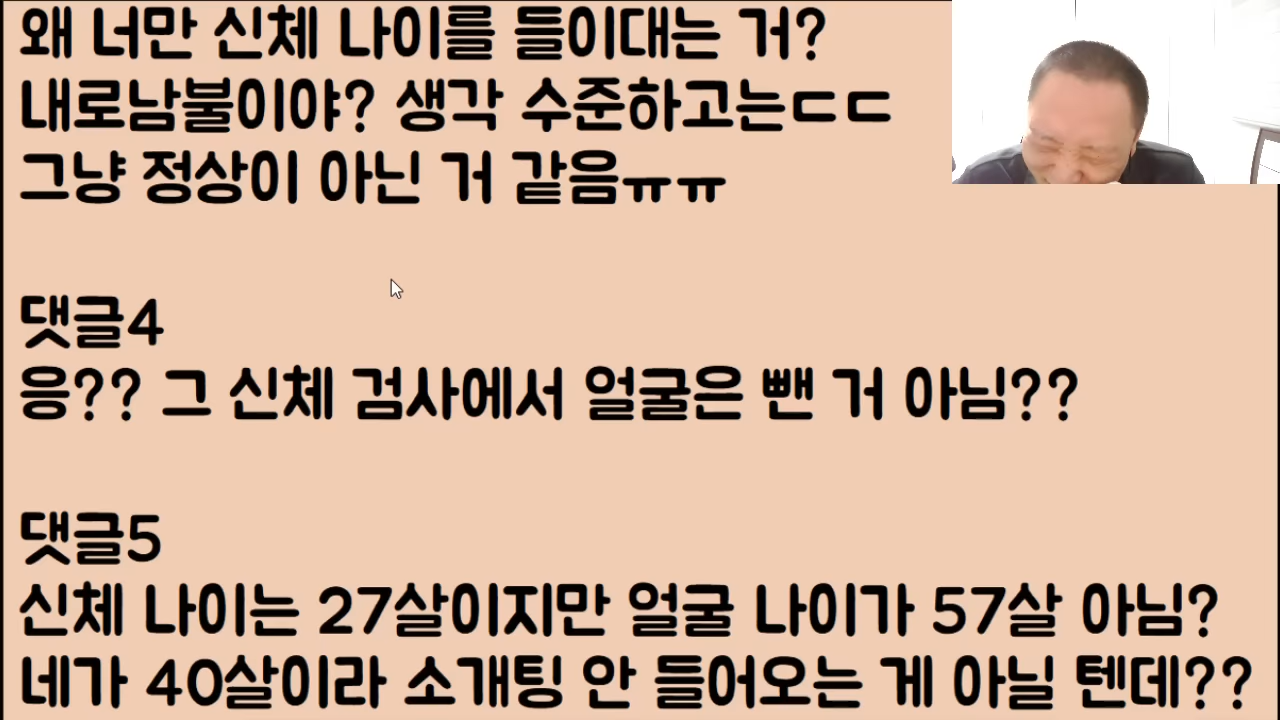 왜 너만 신체 나이를 들이대는 거?
내로남불이야? 생각 수준하고는ㄷㄷ
그냥 정상이 아닌 거 같음ㅠㅠ
댓글4
응?? 그 신체 검사에서 얼굴은 뺀 거 아님??
댓글5
신체 나이는 27살이지만 얼굴 나이가 57살 아님?
네가 40살이라 소개팅 안 들어오는 게 아닐 텐데??